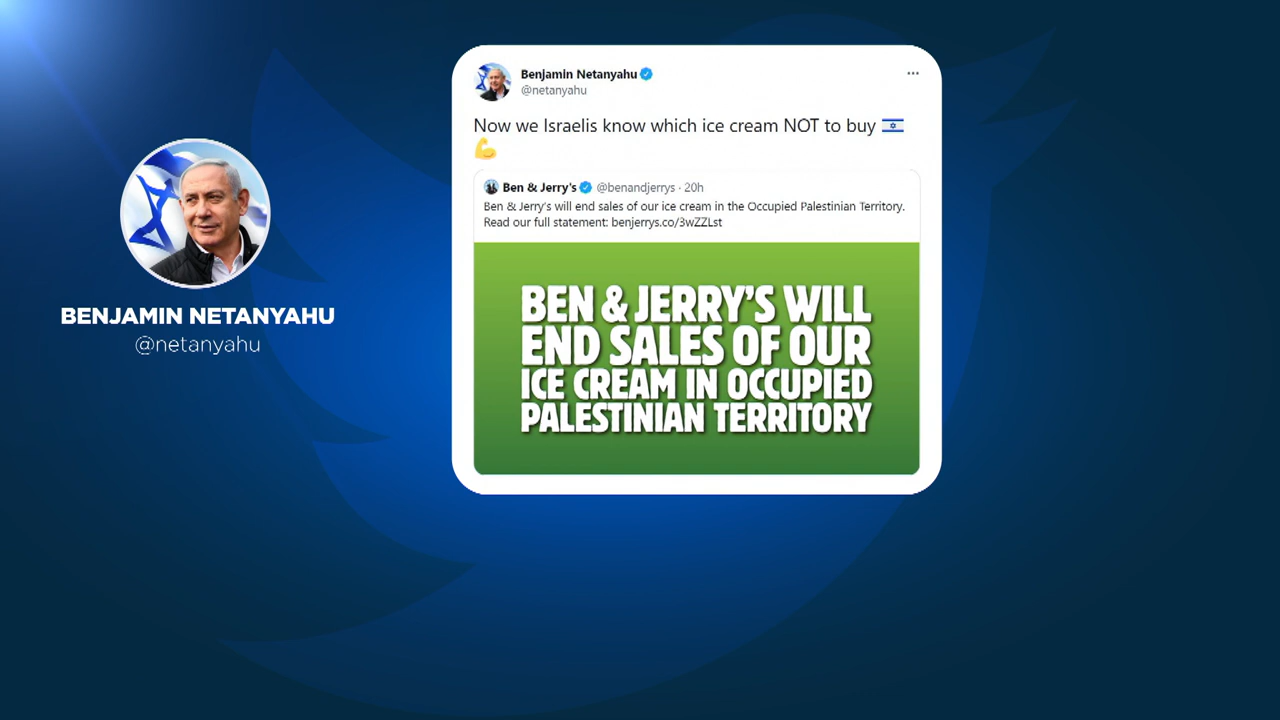 BENJAMIN NETANYAHU
@netanyahu
Benjamin Netanyahu
@netanyahu
Now we Israelis know which ice cream NOT to buy 🇮🇱
💪
Ben & Jerry's @benandjerrys · 20h
Ben & Jerry's will end sales of our ice cream in the Occupied Palestinian Territory.
Read our full statement: benjerrys.co/3wZZLst
BEN & JERRY'S WILL
END SALES OF OUR
ICE CREAM IN OCCUPIED
PALESTINIAN TERRITORY